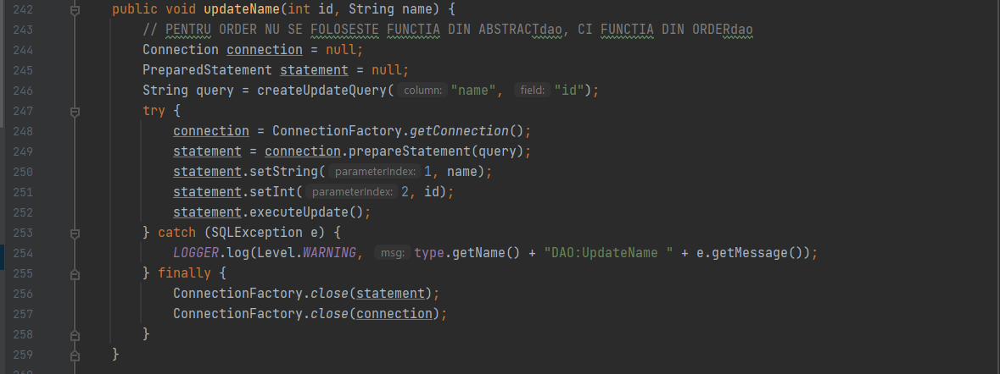 242 public void updateName(int id, String name) {
243 // PENTRU ORDER NU SE FOLOSESTE FUNCTIA DIN ABSTRACTdao, CI FUNCTIA DIN ORDERdao
244 Connection connection = null;
245 PreparedStatement statement = null;
246 String query = createUpdateQuery( column: "name", field: "id");
247 try {
248 connection = ConnectionFactory.getConnection();
249 statement = connection.prepareStatement(query);
250 statement.setString( parameterIndex: 1, name);
251 statement.setInt( parameterIndex: 2, id);
252 statement.executeUpdate();
253 } catch (SQLException e) {
254 LOGGER.log(Level.WARNING, msg: type.getName() + "DAO:UpdateName " + e.getMessage());
255 } finally {
256 ConnectionFactory.close(statement);
257 ConnectionFactory.close(connection);
258 }
259 }